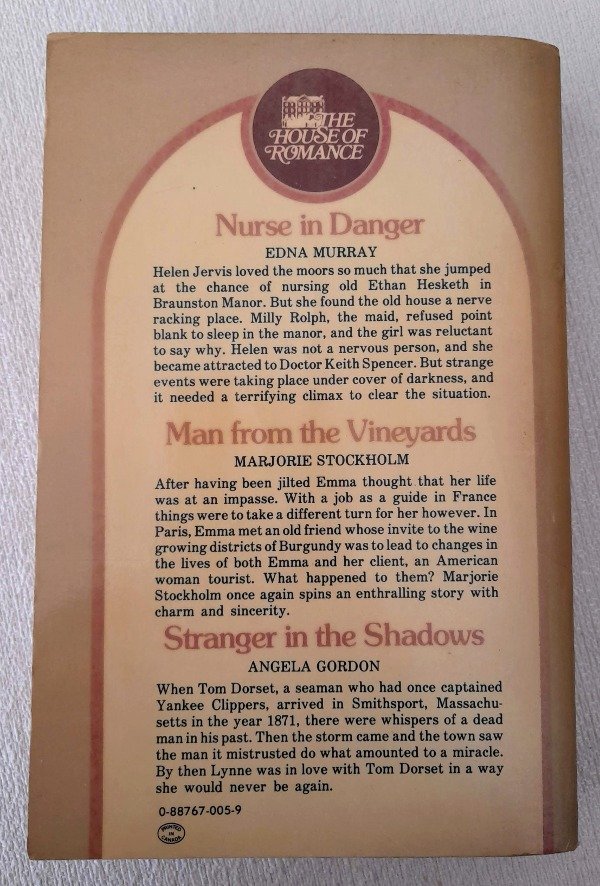 THE
HOUSE OF
ROMANCE
Nurse in Danger
EDNA MURRAY
Helen Jervis loved the moors so much that she jumped
at the chance of nursing old Ethan Hesketh in
Braunston Manor. But she found the old house a nerve
racking place. Milly Rolph, the maid, refused point
blank to sleep in the manor, and the girl was reluctant
to say why. Helen was not a nervous person, and she
became attracted to Doctor Keith Spencer. But strange
events were taking place under cover of darkness, and
it needed a terrifying climax to clear the situation.
Man from the Vineyards
MARJORIE STOCKHOLM
After having been jilted Emma thought that her life
was at an impasse. With a job as a guide in France
things were to take a different turn for her however. In
Paris, Emma met an old friend whose invite to the wine
growing districts of Burgundy was to lead to changes in
the lives of both Emma and her client, an American
woman tourist. What happened to them? Marjorie
Stockholm once again spins an enthralling story with
charm and sincerity.
Stranger in the Shadows
ANGELA GORDON
When Tom Dorset, a seaman who had once captained
Yankee Clippers, arrived in Smithsport, Massachu-
setts in the year 1871, there were whispers of a dead
man in his past. Then the storm came and the town saw
the man it mistrusted do what amounted to a miracle.
By then Lynne was in love with Tom Dorset in a way
she would never be again.
0-88767-005-9
PRINTED
IN
CANADA